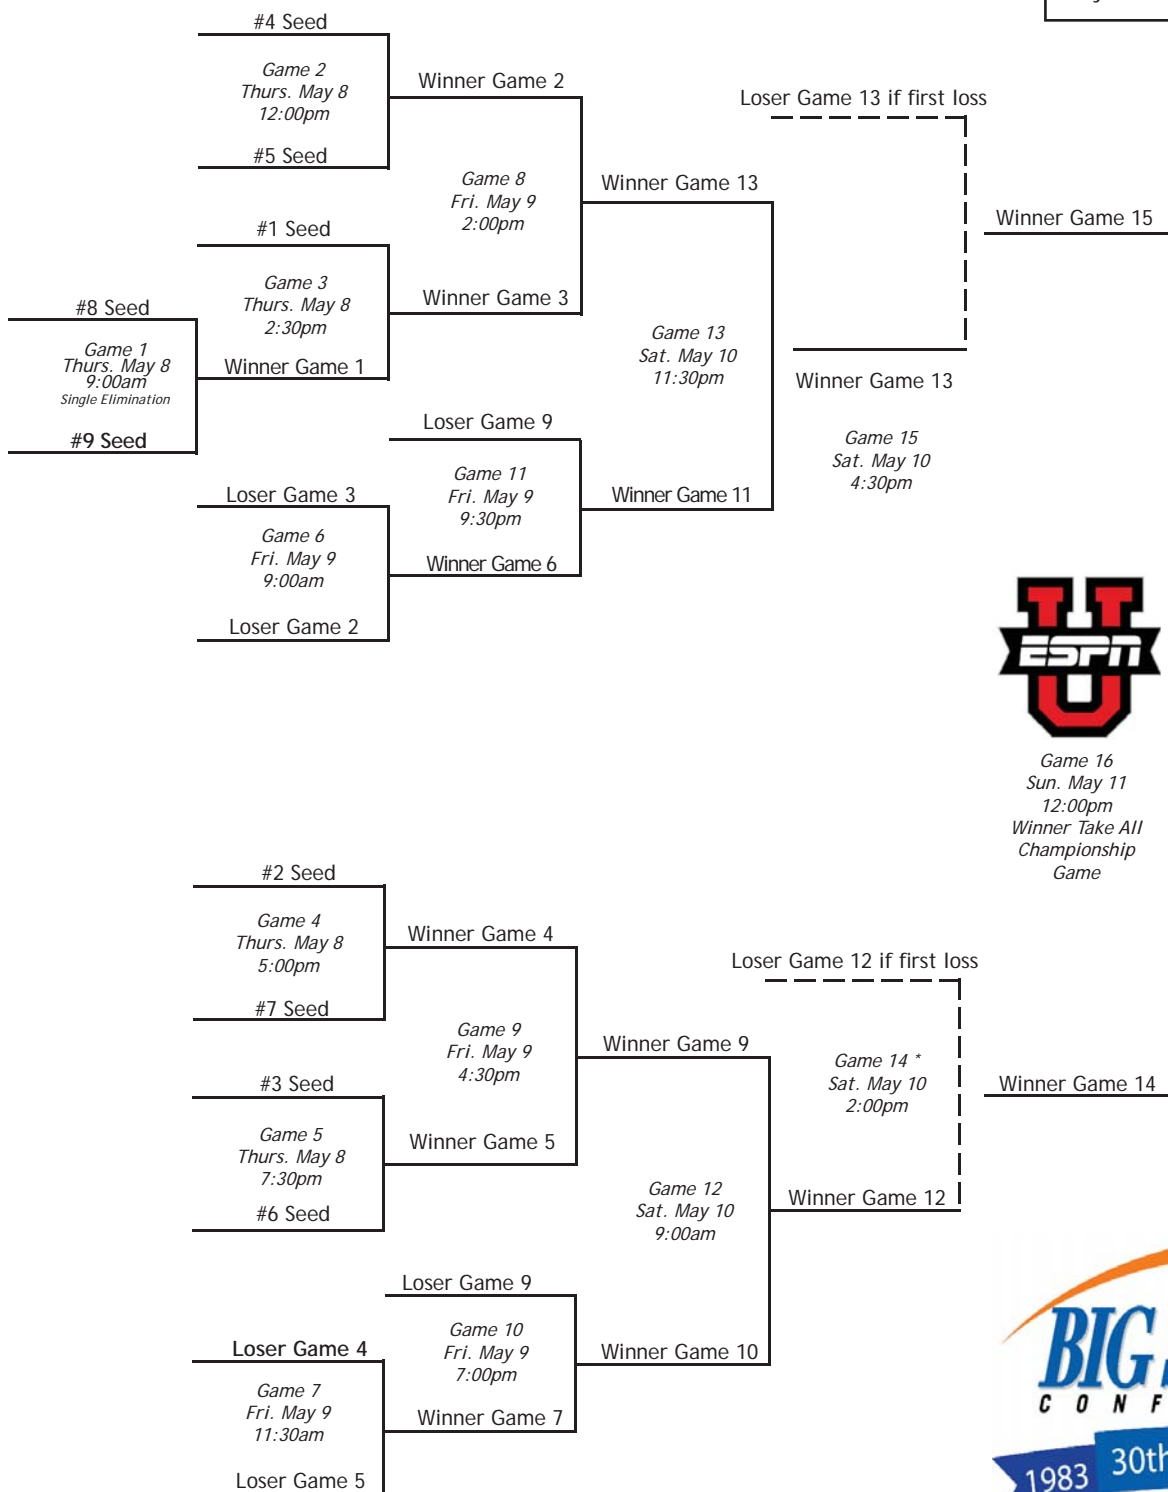 #4 Seed
Game 2
Thurs. May 8
12:00pm
#5 Seed
Winner Game 2
Game 8
Fri. May 9
2:00pm
#1 Seed
Game 3
Thurs. May 8
2:30pm
Winner Game 3
#8 Seed
Game 1
Thurs. May 8
9:00am
Single Elimination
#9 Seed
Winner Game 1
Loser Game 13 if first loss
Winner Game 13
Winner Game 15
Game 13
Sat. May 10
11:30pm
Winner Game 13
Game 15
Sat. May 10
4:30pm
Loser Game 9
Game 11
Fri. May 9
9:30pm
Winner Game 11
Loser Game 3
Game 6
Fri. May 9
9:00am
Winner Game 6
Loser Game 2
U
ESPN
Game 16
Sun. May 11
12:00pm
Winner Take All
Championship
Game
#2 Seed
Game 4
Thurs. May 8
5:00pm
#7 Seed
Winner Game 4
Game 9
Fri. May 9
4:30pm
#3 Seed
Game 5
Thurs. May 8
7:30pm
#6 Seed
Winner Game 5
Loser Game 12 if first loss
Winner Game 9
Game 14 *
Sat. May 10
2:00pm
Winner Game 14
Game 12
Sat. May 10
9:00am
Winner Game 12
Loser Game 9
Game 10
Fri. May 9
7:00pm
Winner Game 10
Loser Game 4
Game 7
Fri. May 9
11:30am
Winner Game 7
Loser Game 5
BIG
CONF
1983 30th